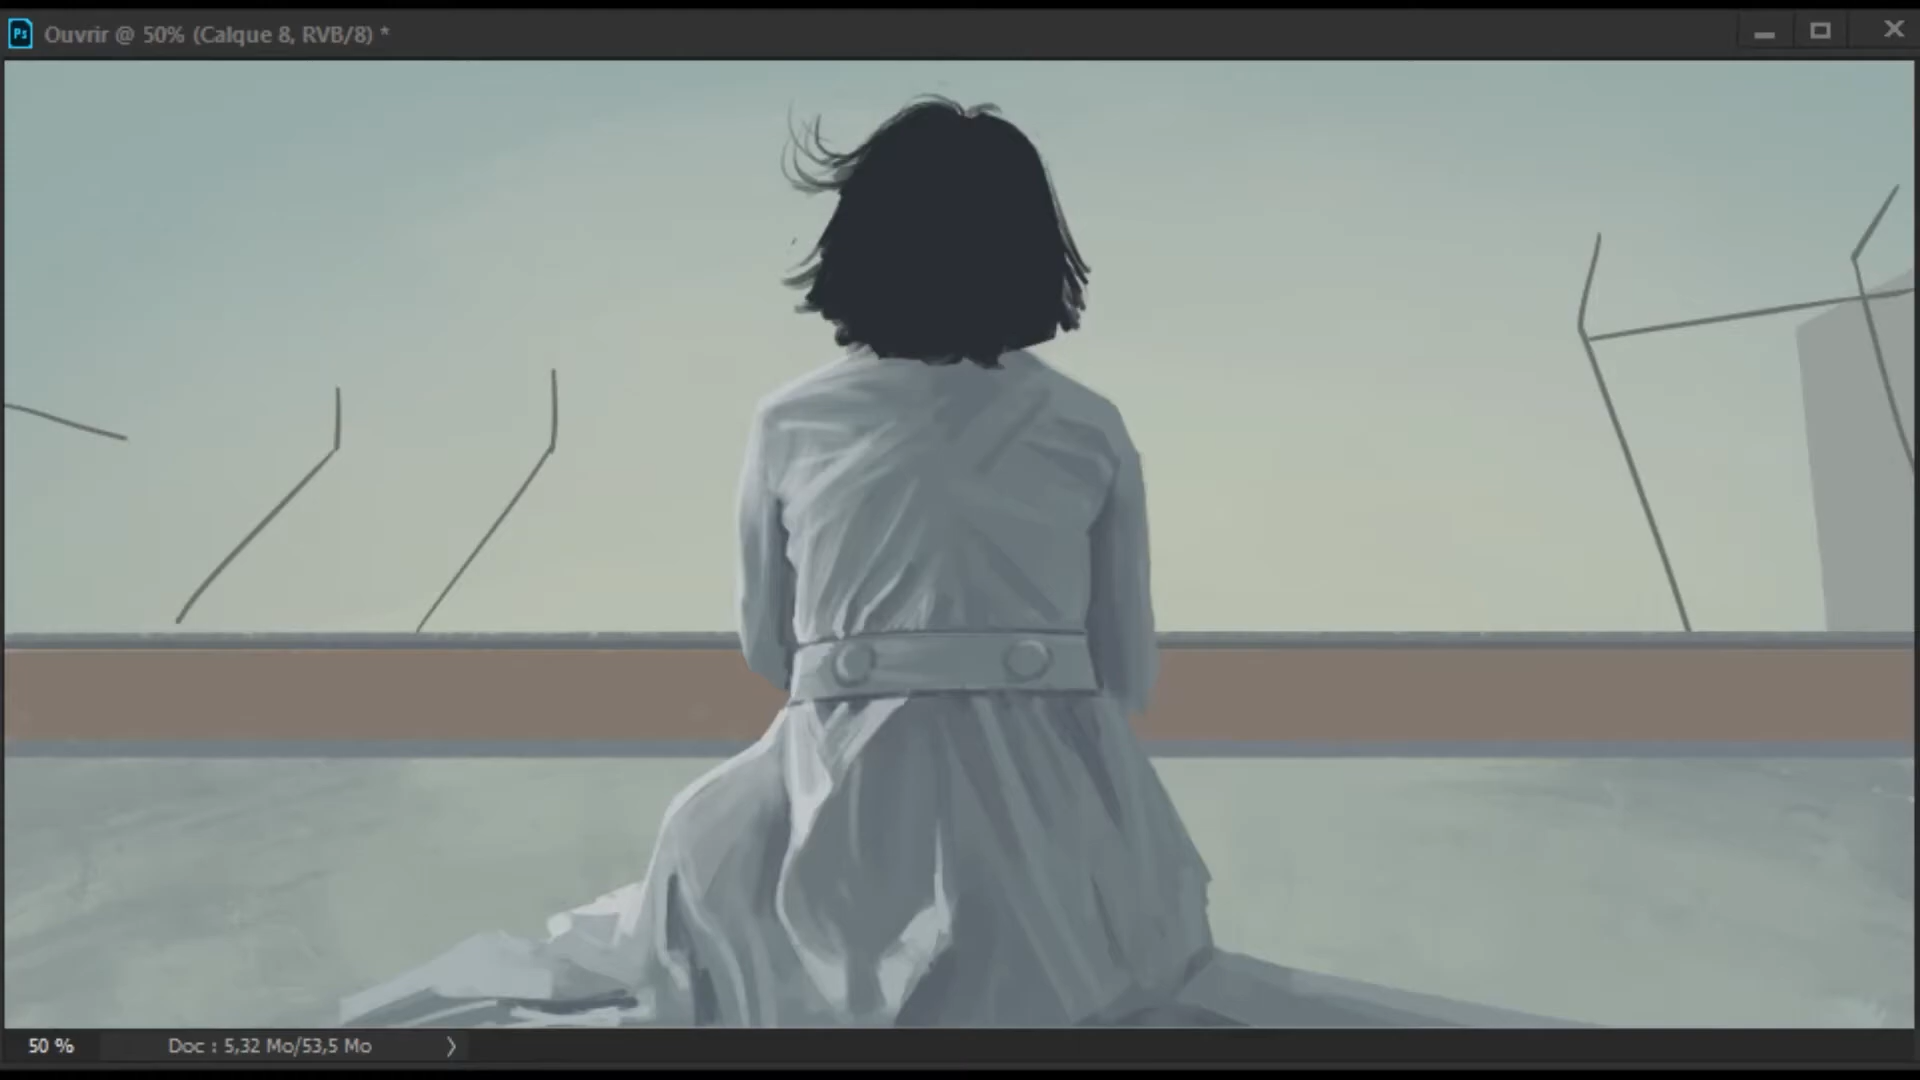 Ps Ouvrir @ 50% (Calque 8, RVB/8) *
50 % Doc : 5,32 Mo/53,5 Mo